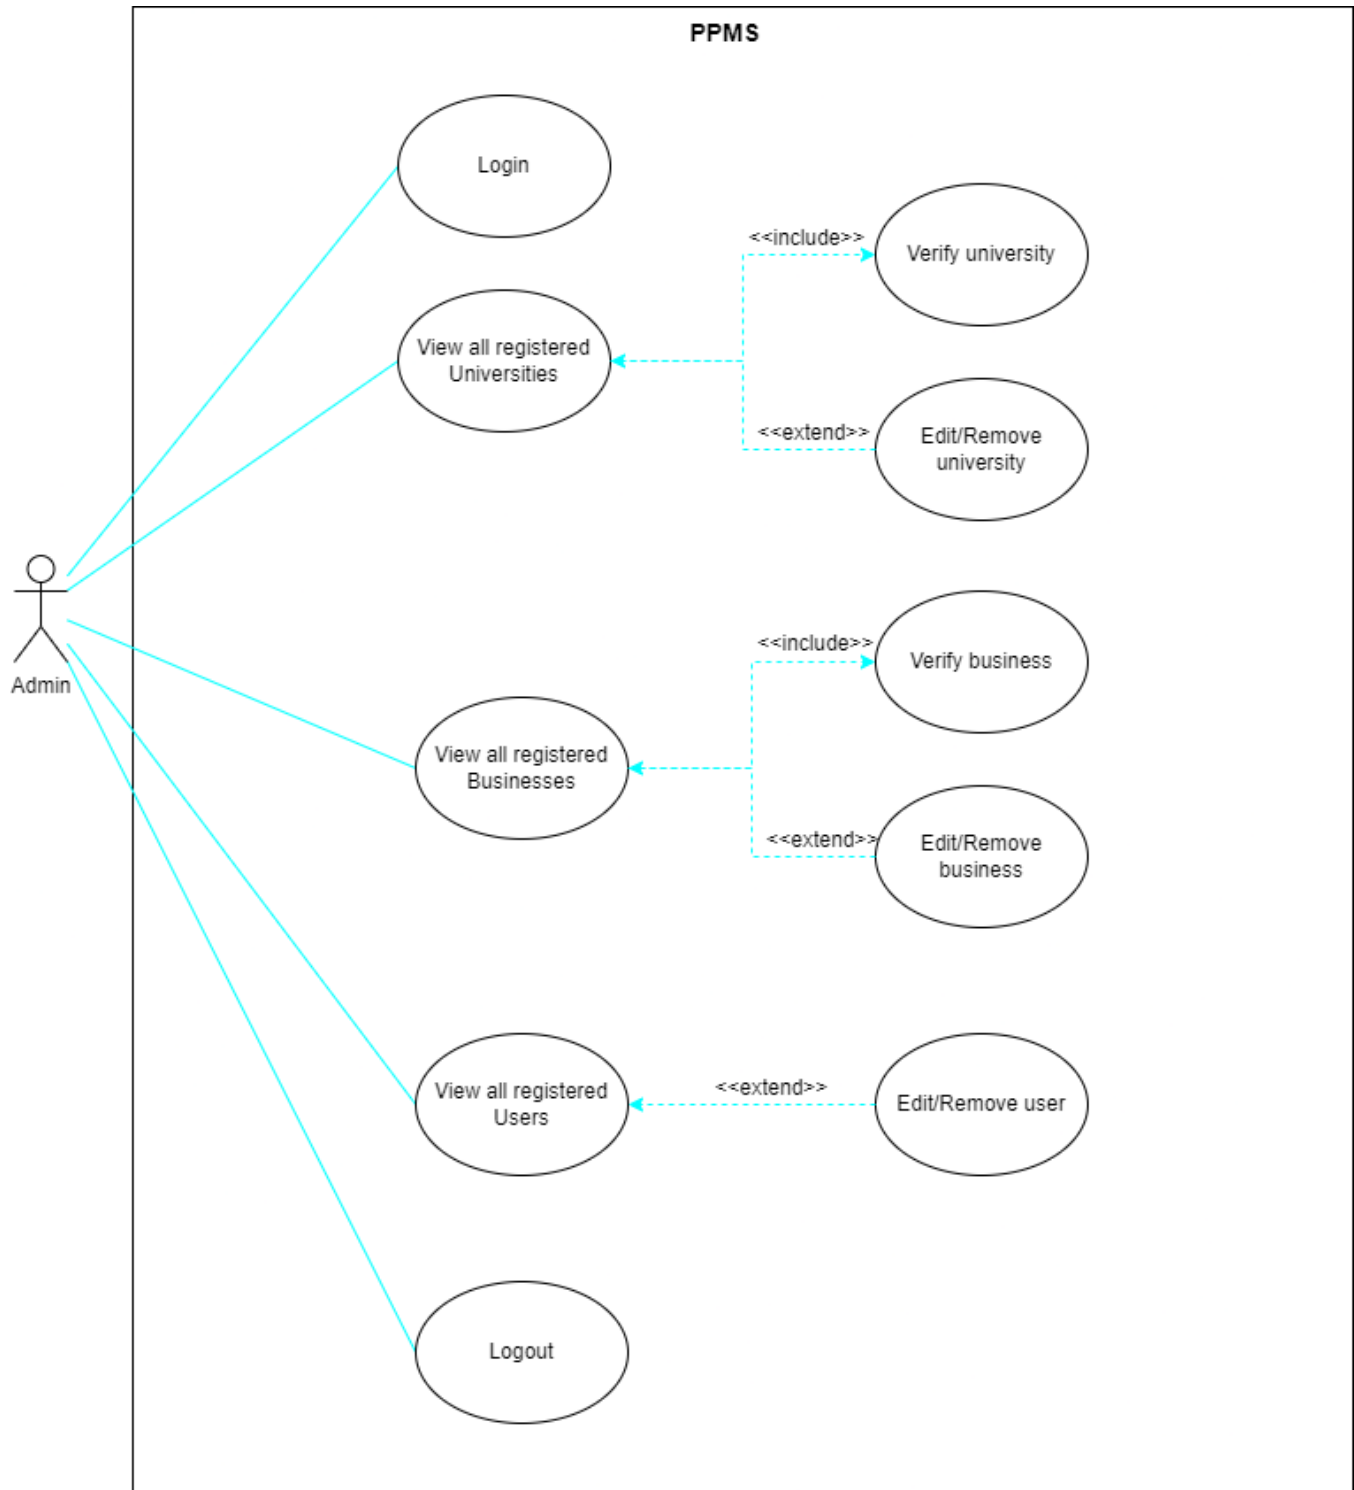 PPMS
Login
<<include>>
Verify university
View all registered
Universities
<<extend>>
Edit/Remove
university
Admin
<<include>>
Verify business
View all registered
Businesses
<<extend>>
Edit/Remove
business
View all registered
Users
<<extend>>
Edit/Remove user
Logout